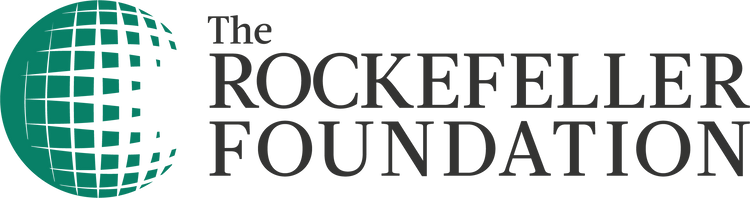 The
ROCKEFELLER
FOUNDATION